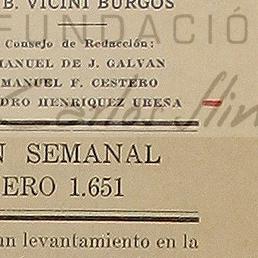 B. VICINI BURGOS
FUNDACIÓ
Consejo de Redacción:
MANUEL DE J. GALVAN
MANUEL F. CESTERO
DRO HENRIQUEZ UREÑA
N SEMANAL
ERO 1.651
un levantamiento en la